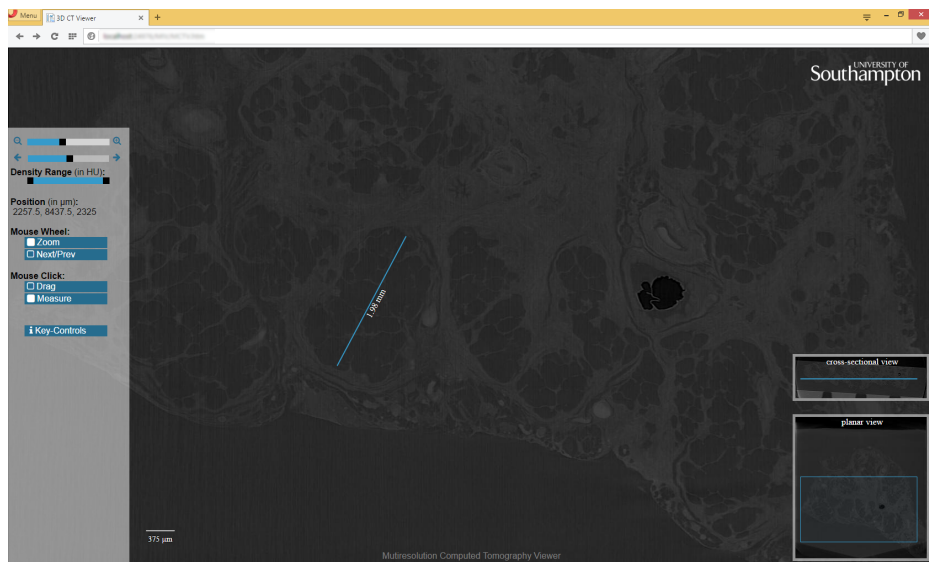 Menu
3D CT Viewer
UNIVERSITY OF
Southampton
Density Range (in HU):
Position (in µm):
2257.5, 8437.5, 2325
Mouse Wheel:
Zoom
Next/Prev
Mouse Click:
Drag
Measure
i Key-Controls
1.98 mm
cross-sectional view
planar view
375 µm
Mutiresolution Computed Tomography Viewer